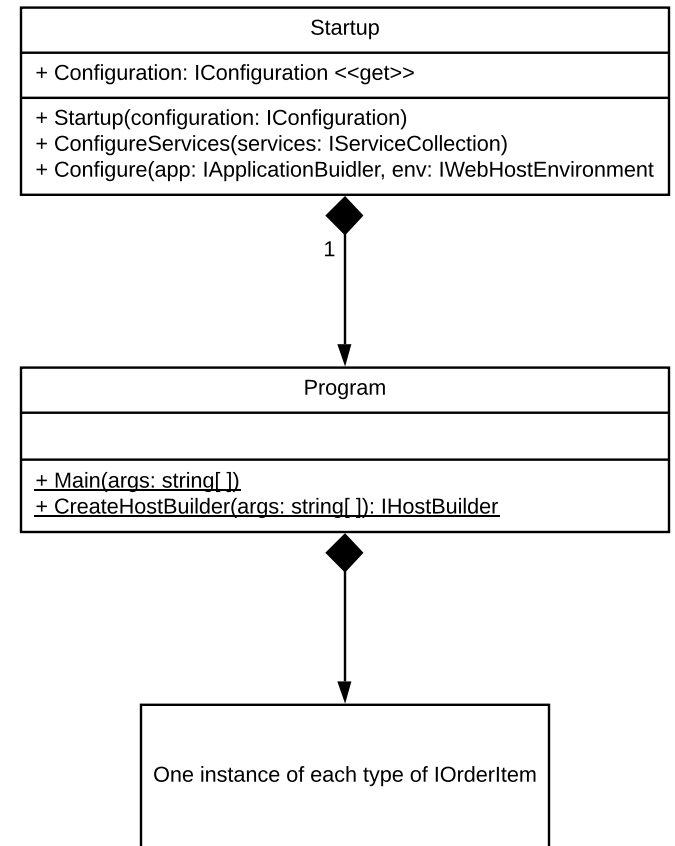 Startup
+ Configuration: IConfiguration <<get>>
+ Startup(configuration: IConfiguration)
+ ConfigureServices(services: IServiceCollection)
+ Configure(app: IApplicationBuidler, env: IWebHostEnvironment
1
Program
+ Main(args: string[ ])
+ CreateHostBuilder(args: string[ ]): IHostBuilder
One instance of each type of IOrderItem